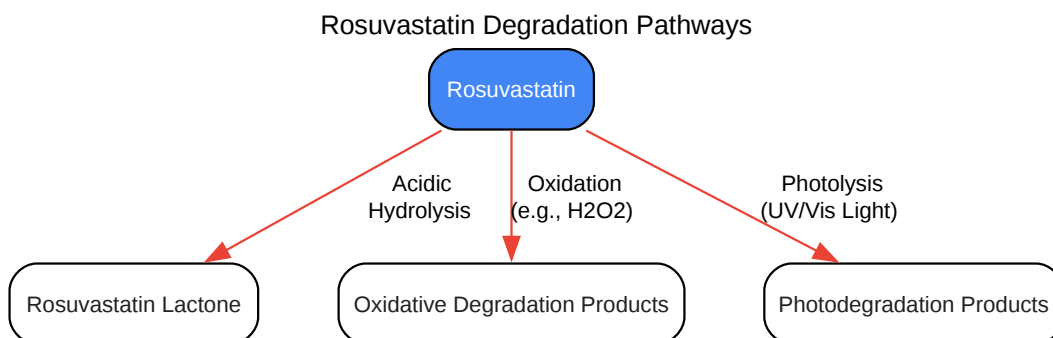 Rosuvastatin Degradation Pathways
Rosuvastatin
Acidic
Hydrolysis
Oxidation
(e.g., H2O2)
Photolysis
(UV/Vis Light)
Rosuvastatin Lactone
Oxidative Degradation Products
Photodegradation Products